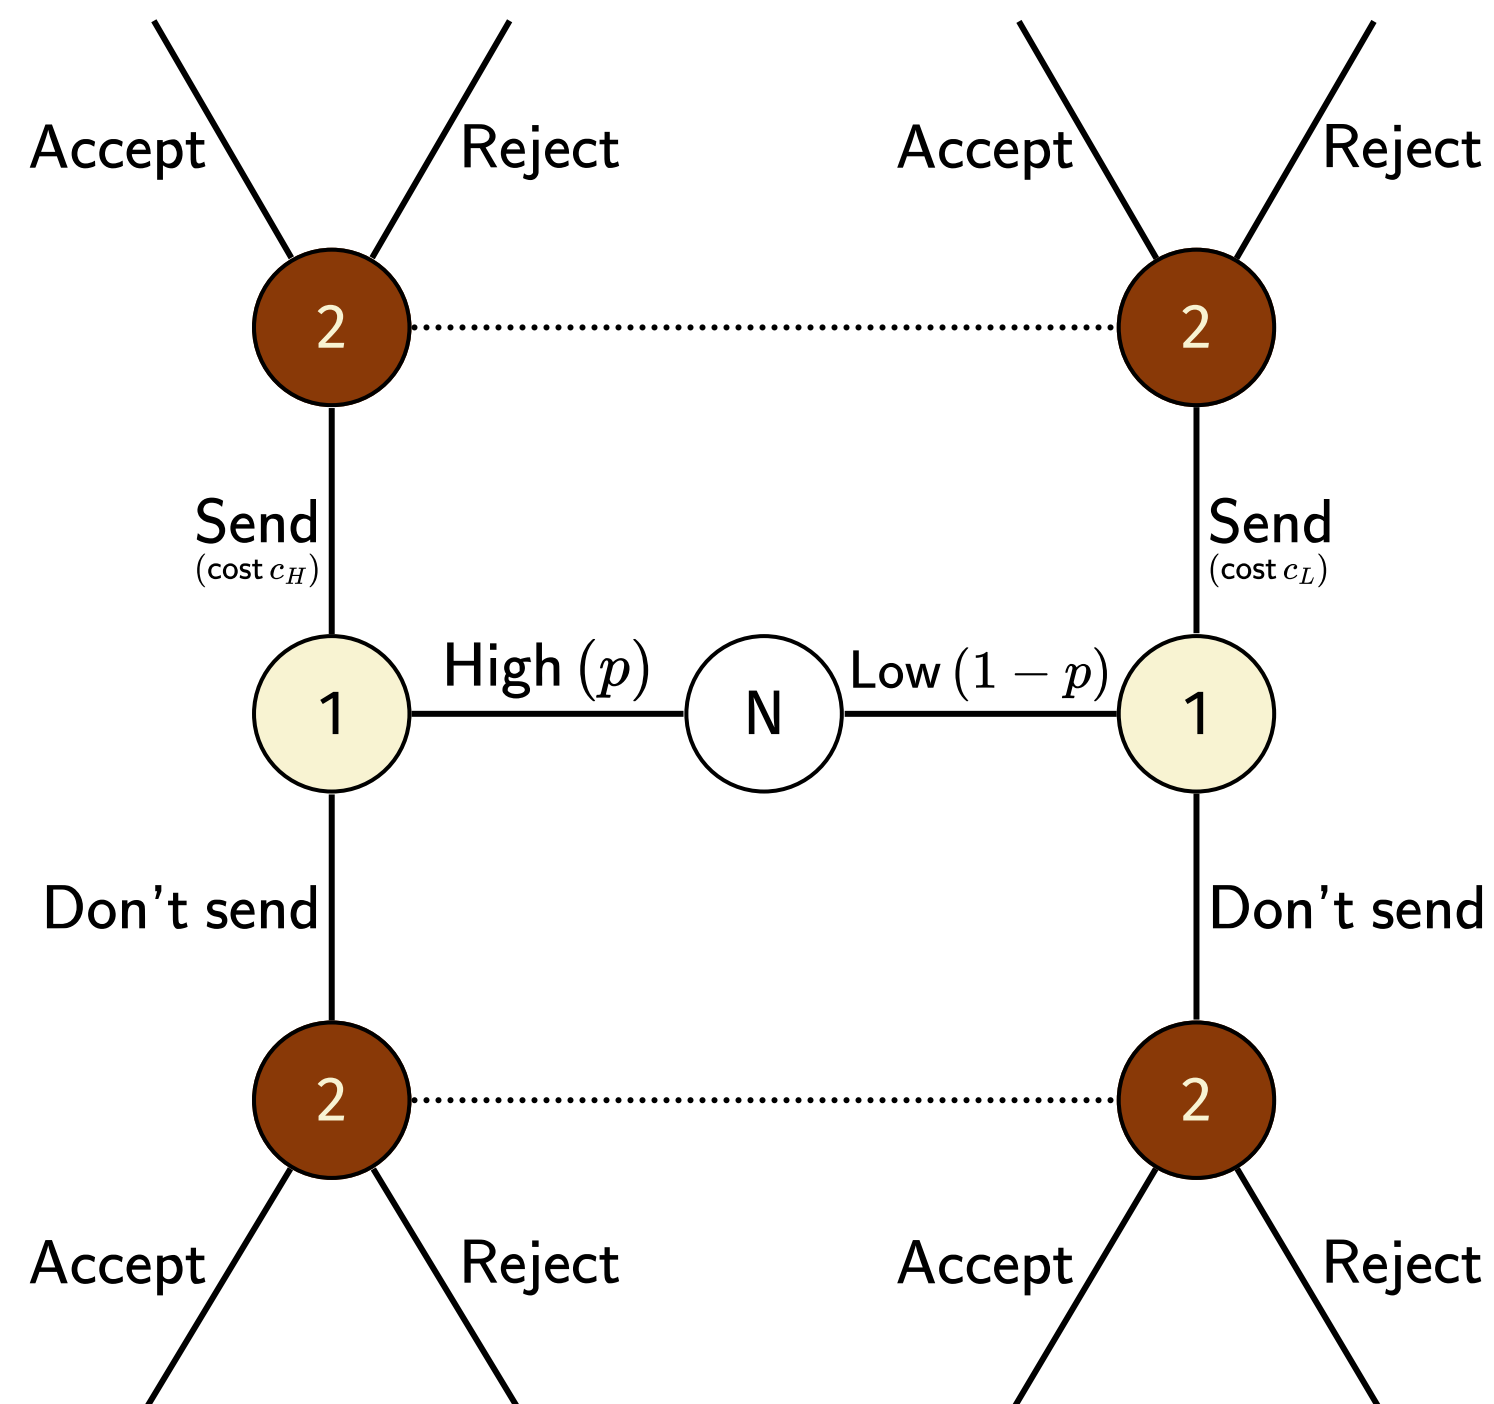 Accept
Reject
Accept
Reject
2
2
Send
(cost c_H)
Send
(cost c_L)
High (p)
Low (1 − p)
1
N
1
Don't send
Don't send
2
2
Accept
Reject
Accept
Reject